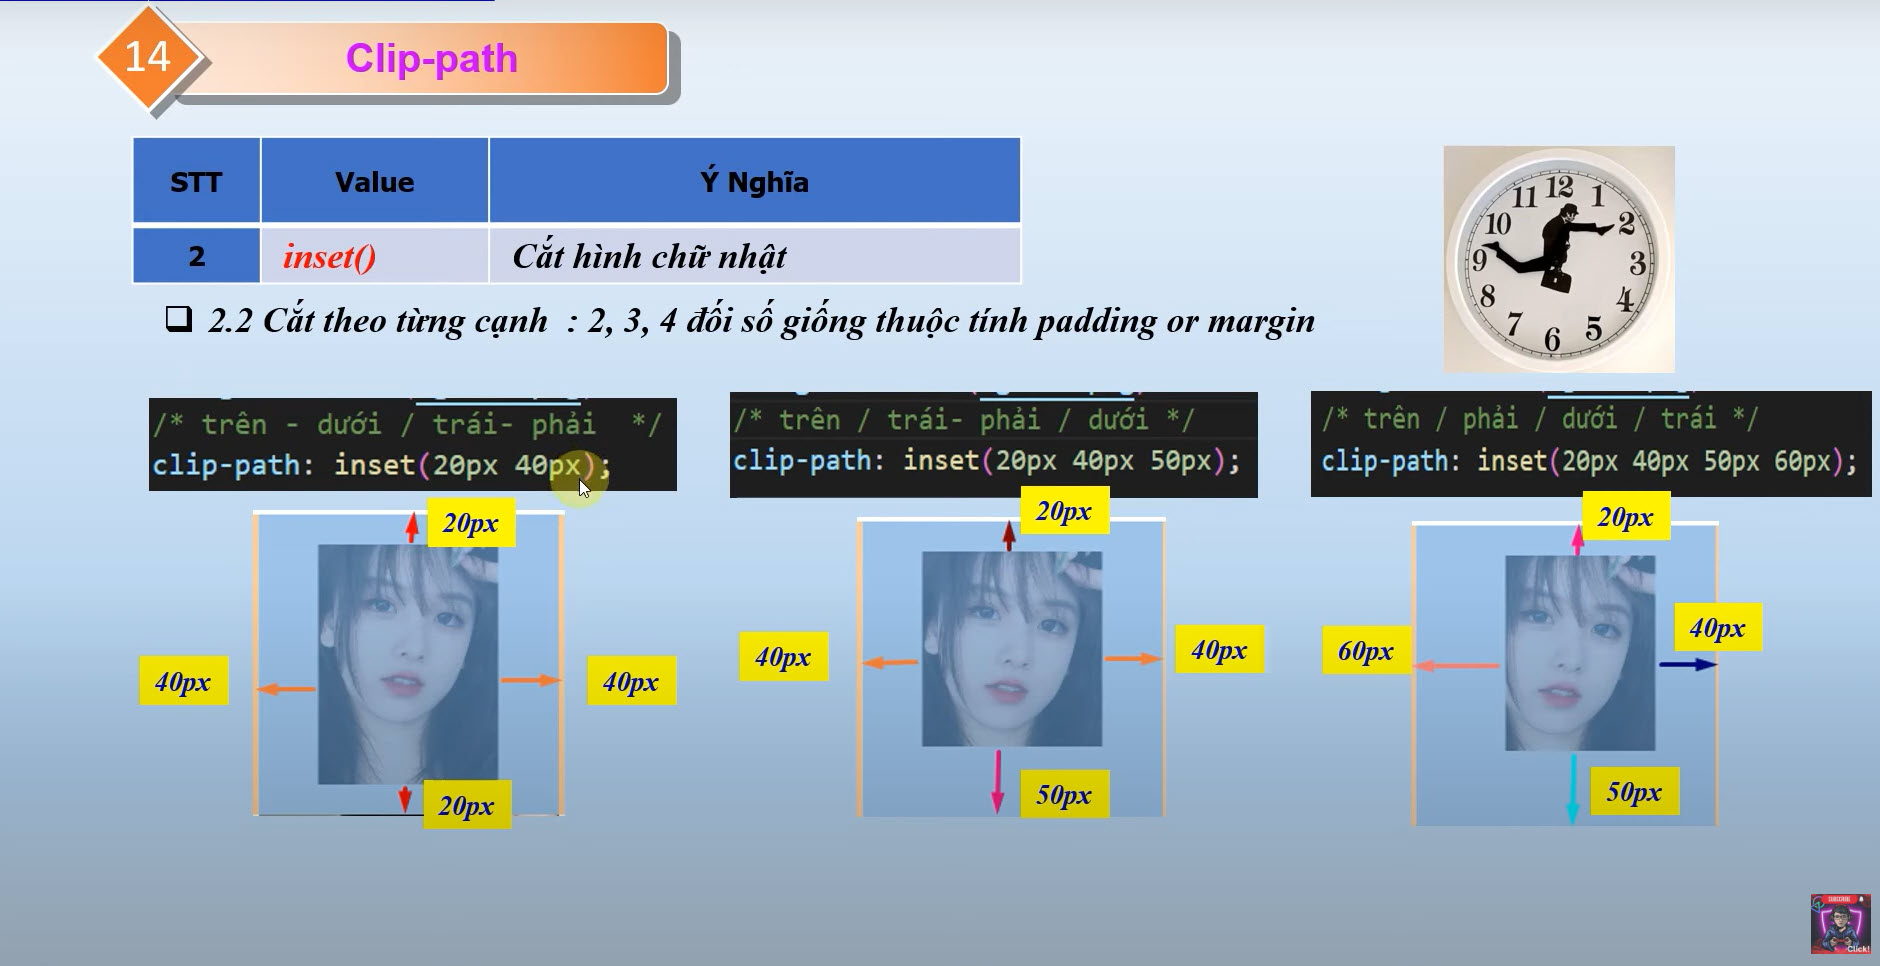 14
Clip-path
STT Value Ý Nghĩa
2 inset() Cắt hình chữ nhật
2.2 Cắt theo từng cạnh : 2, 3, 4 đối số giống thuộc tính padding or margin
12
1
2
3
4
5
6
7
8
9
10
11
/* trên - dưới / trái- phải */
clip-path: inset(20px 40px);
20px
40px
40px
20px
/* trên / trái- phải / dưới */
clip-path: inset(20px 40px 50px);
20px
40px
40px
50px
/* trên / phải / dưới / trái */
clip-path: inset(20px 40px 50px 60px);
20px
60px
40px
50px
Click!